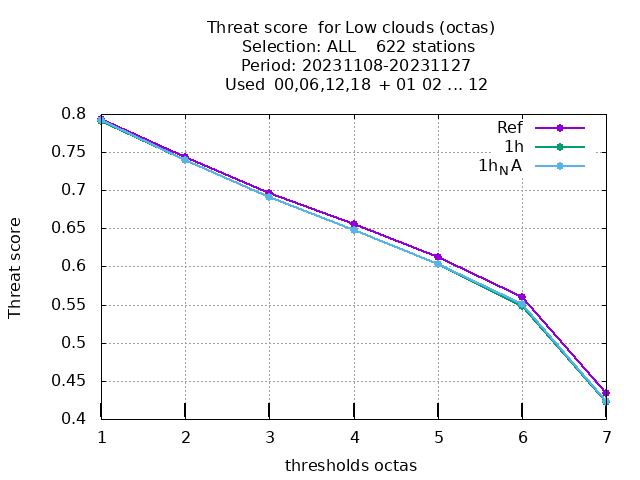 Threat score  for Low clouds (octas)
Selection: ALL    622 stations
Period: 20231108-20231127
Used  00,06,12,18  + 01 02 ... 12
Ref
1h
1hNA
0.8
0.75
0.7
0.65
0.6
0.55
0.5
0.45
0.4
Threat score
1 2 3 4 5 6 7
thresholds octas